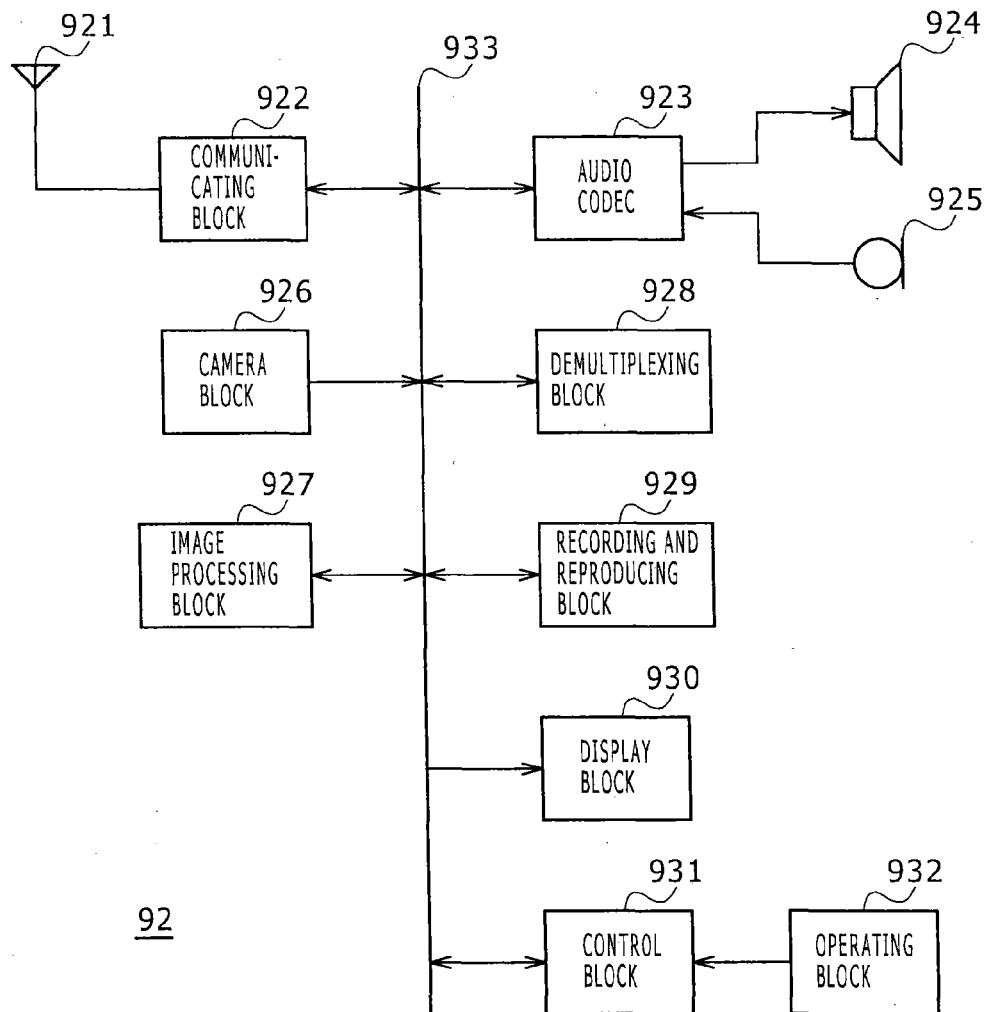 921
933
924
922
923
COMMUNI-
CATING
BLOCK
AUDIO
CODEC
925
926
928
CAMERA
BLOCK
DEMULTIPLEXING
BLOCK
927
929
IMAGE
PROCESSING
BLOCK
RECORDING AND
REPRODUCING
BLOCK
930
DISPLAY
BLOCK
931
932
92
CONTROL
BLOCK
OPERATING
BLOCK